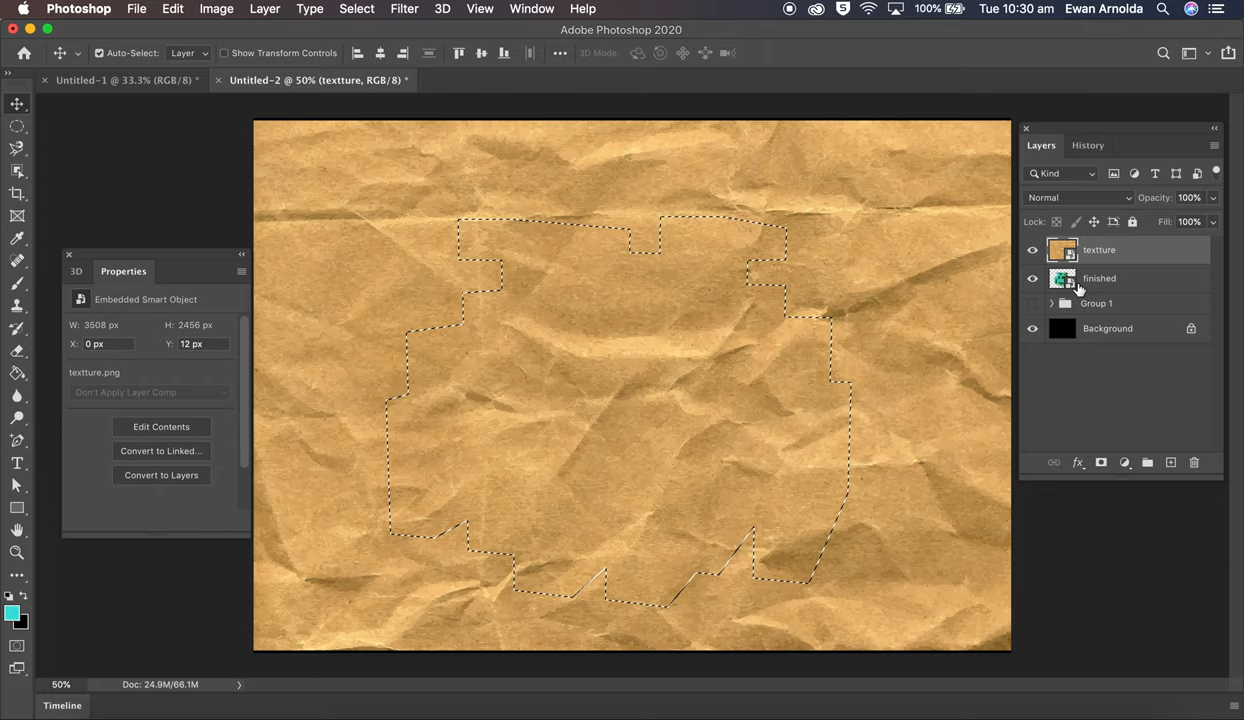 Photoshop File Edit Image Layer Type Select Filter 3D View Window Help 100% Tue 10:30 am Ewan Arnolda
Adobe Photoshop 2020
Auto-Select: Layer Show Transform Controls 3D Mode:
Untitled-1 @ 33.3% (RGB/8) * Untitled-2 @ 50% (textture, RGB/8) *
Layers History
Kind
Normal Opacity: 100%
Lock: Fill: 100%
textture
finished
Group 1
Background
3D Properties
Embedded Smart Object
W: 3508 px H: 2456 px
X: 0 px Y: 12 px
textture.png
Don't Apply Layer Comp
Edit Contents
Convert to Linked...
Convert to Layers
50% Doc: 24.9M/66.1M
Timeline